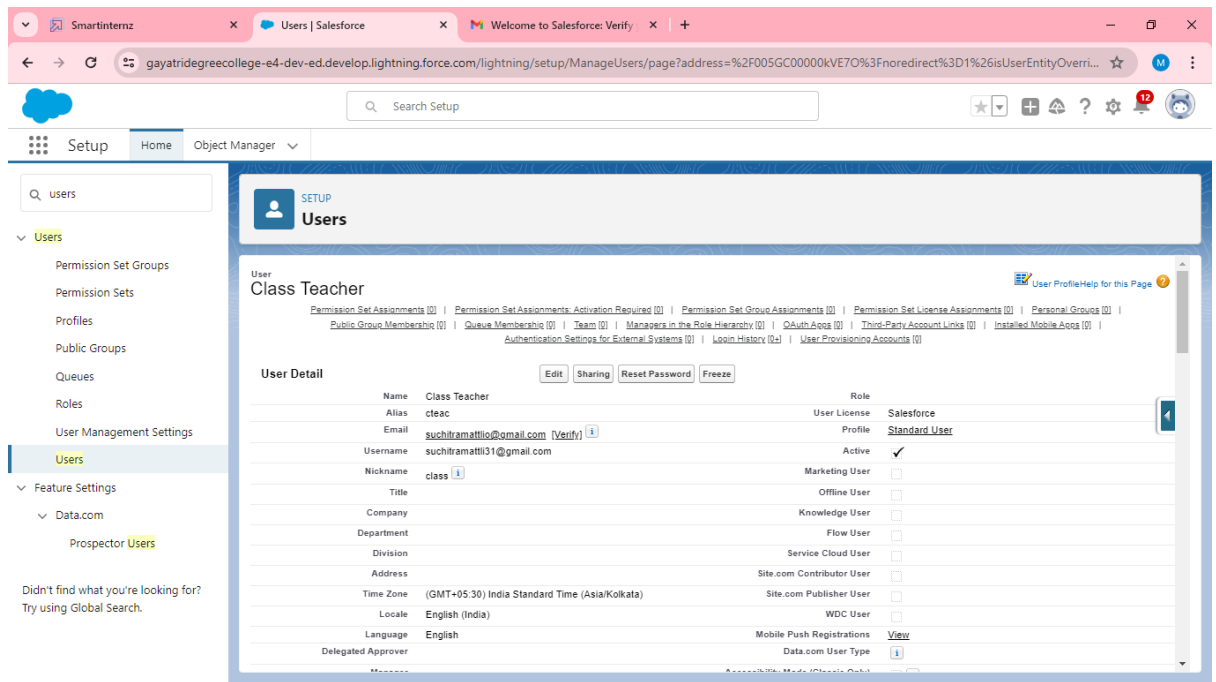 Smartinternz
Users | Salesforce
Welcome to Salesforce: Verify
gayatridegreecollege-e4-dev-ed.develop.lightning.force.com/lightning/setup/ManageUsers/page?address=%2F005GC00000kVE7O%3Fnoredirect%3D1%26isUserEntityOverri...
M
Search Setup
12
Setup
Home
Object Manager
users
Users
Permission Set Groups
Permission Sets
Profiles
Public Groups
Queues
Roles
User Management Settings
Users
Feature Settings
Data.com
Prospector Users
Didn't find what you're looking for?
Try using Global Search.
SETUP
Users
User
Class Teacher
User Profile Help for this Page
Permission Set Assignments [0] | Permission Set Assignments: Activation Required [0] | Permission Set Group Assignments [0] | Permission Set License Assignments [0] | Personal Groups [0] |
Public Group Membership [0] | Queue Membership [0] | Team [0] | Managers in the Role Hierarchy [0] | OAuth Apps [0] | Third-Party Account Links [0] | Installed Mobile Apps [0] |
Authentication Settings for External Systems [0] | Login History [0+] | User Provisioning Accounts [0]
User Detail Edit Sharing Reset Password Freeze
Name Class Teacher Role
Alias cteac User License Salesforce
Email suchitramattlio@gmail.com [Verify] i Profile Standard User
Username suchitramattli31@gmail.com Active
Nickname class i Marketing User
Title Offline User
Company Knowledge User
Department Flow User
Division Service Cloud User
Address Site.com Contributor User
Time Zone (GMT+05:30) India Standard Time (Asia/Kolkata) Site.com Publisher User
Locale English (India) WDC User
Language English Mobile Push Registrations View
Delegated Approver Data.com User Type i